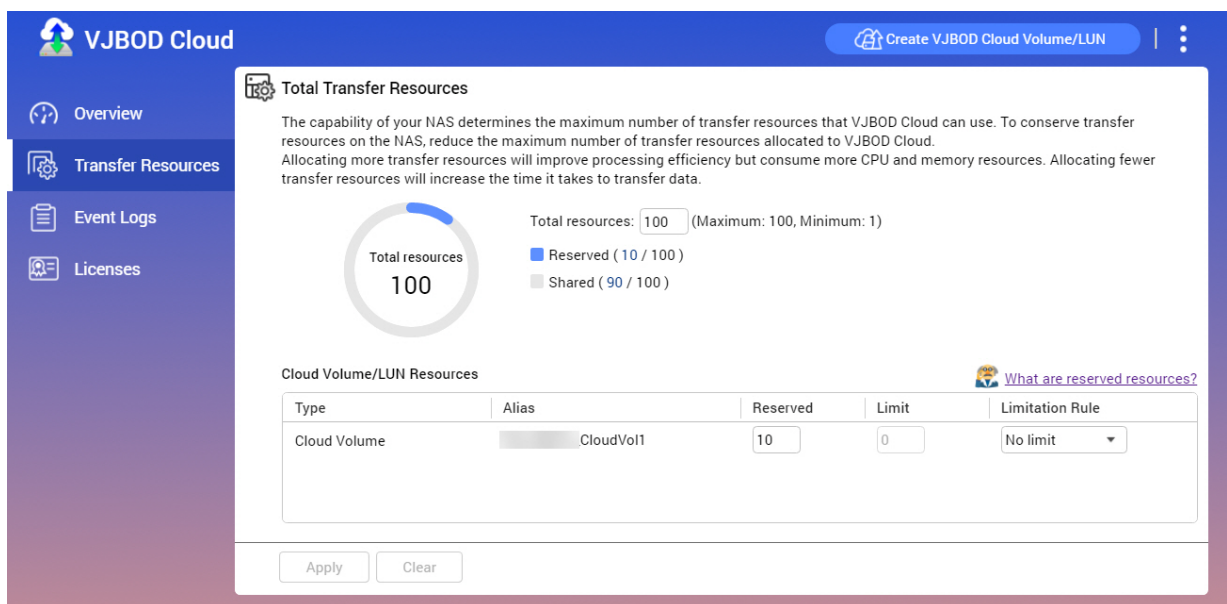 VJBOD Cloud
Create VJBOD Cloud Volume/LUN
Overview
Transfer Resources
Event Logs
Licenses
Total Transfer Resources
The capability of your NAS determines the maximum number of transfer resources that VJBOD Cloud can use. To conserve transfer
resources on the NAS, reduce the maximum number of transfer resources allocated to VJBOD Cloud.
Allocating more transfer resources will improve processing efficiency but consume more CPU and memory resources. Allocating fewer
transfer resources will increase the time it takes to transfer data.
Total resources
100
Total resources: 100 (Maximum: 100, Minimum: 1)
Reserved ( 10 / 100 )
Shared ( 90 / 100 )
Cloud Volume/LUN Resources
What are reserved resources?
Type Alias Reserved Limit Limitation Rule
Cloud Volume CloudVol1 10 0 No limit
Apply Clear